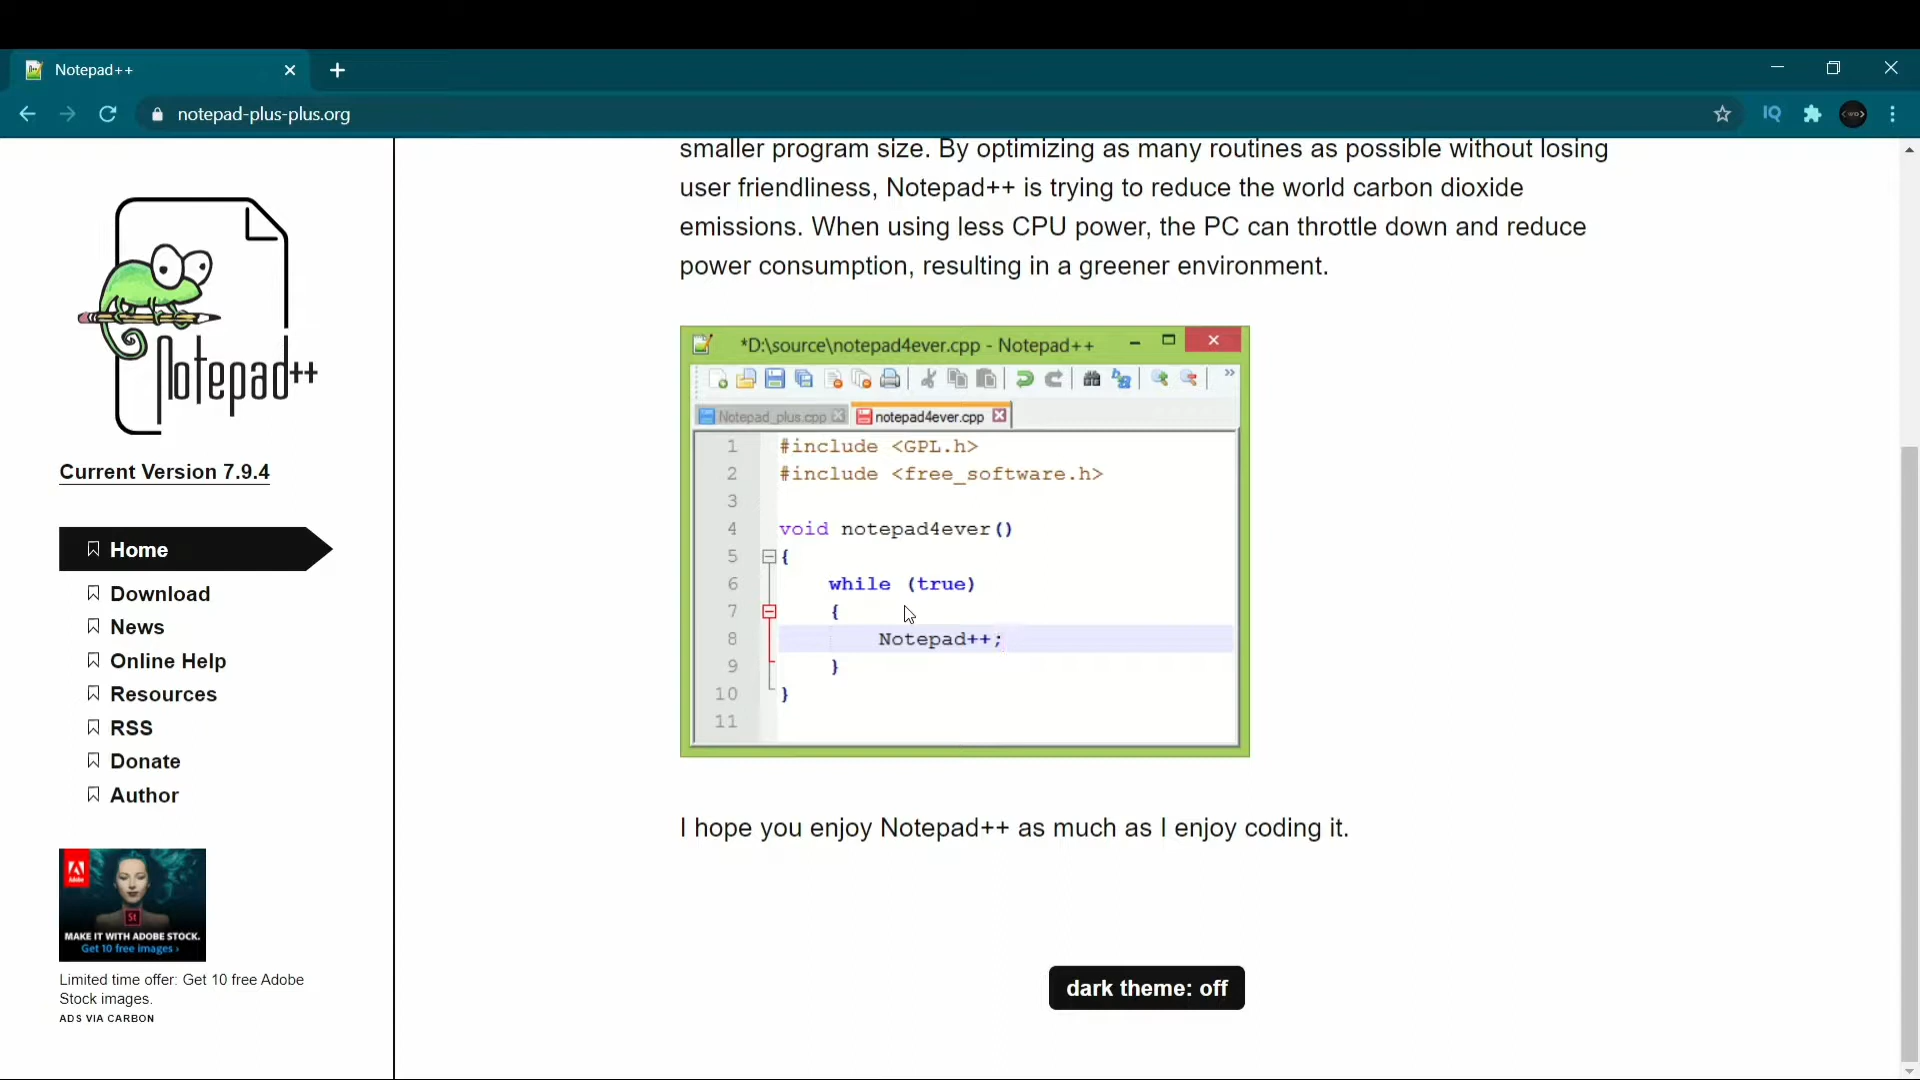 Notepad++
notepad-plus-plus.org
IQ
<WO>
smaller program size. By optimizing as many routines as possible without losing
user friendliness, Notepad++ is trying to reduce the world carbon dioxide
emissions. When using less CPU power, the PC can throttle down and reduce
power consumption, resulting in a greener environment.
Notepad++
Current Version 7.9.4
Home
Download
News
Online Help
Resources
RSS
Donate
Author
Adobe
St
MAKE IT WITH ADOBE STOCK.
Get 10 free images ›
Limited time offer: Get 10 free Adobe
Stock images.
ADS VIA CARBON
*D:\source\notepad4ever.cpp - Notepad++
Notepad_plus.cpp notepad4ever.cpp
1 #include <GPL.h>
2 #include <free_software.h>
3
4 void notepad4ever()
5 {
6 while (true)
7 {
8 Notepad++;
9 }
10 }
11
I hope you enjoy Notepad++ as much as I enjoy coding it.
dark theme: off